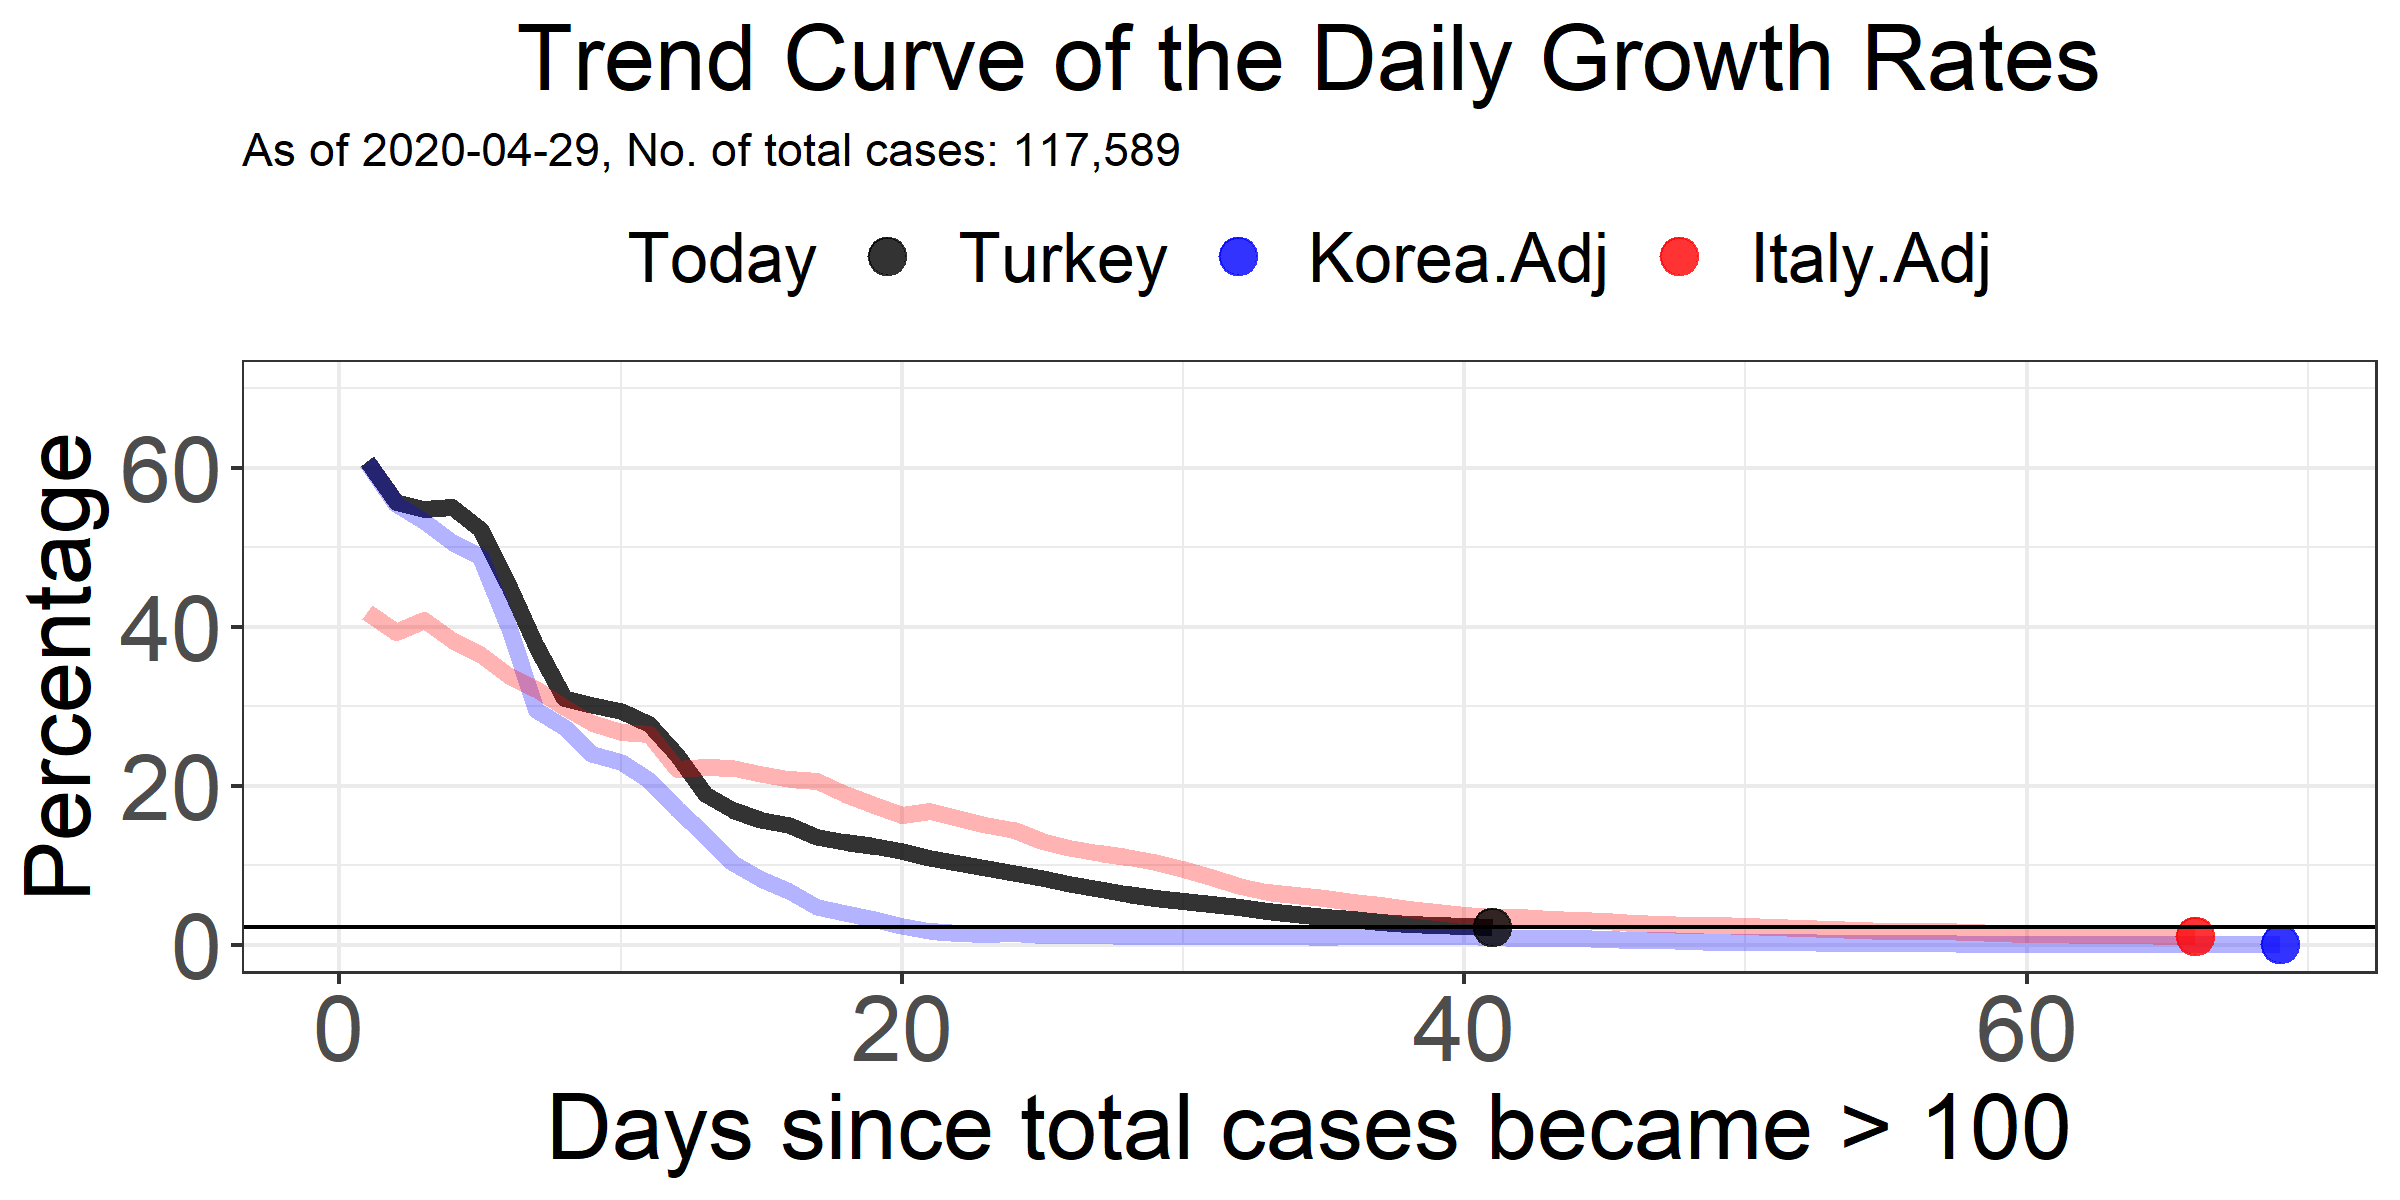 Trend Curve of the Daily Growth Rates
As of 2020-04-29, No. of total cases: 117,589
Today Turkey Korea.Adj Italy.Adj
Percentage
60
40
20
0
0 20 40 60
Days since total cases became > 100